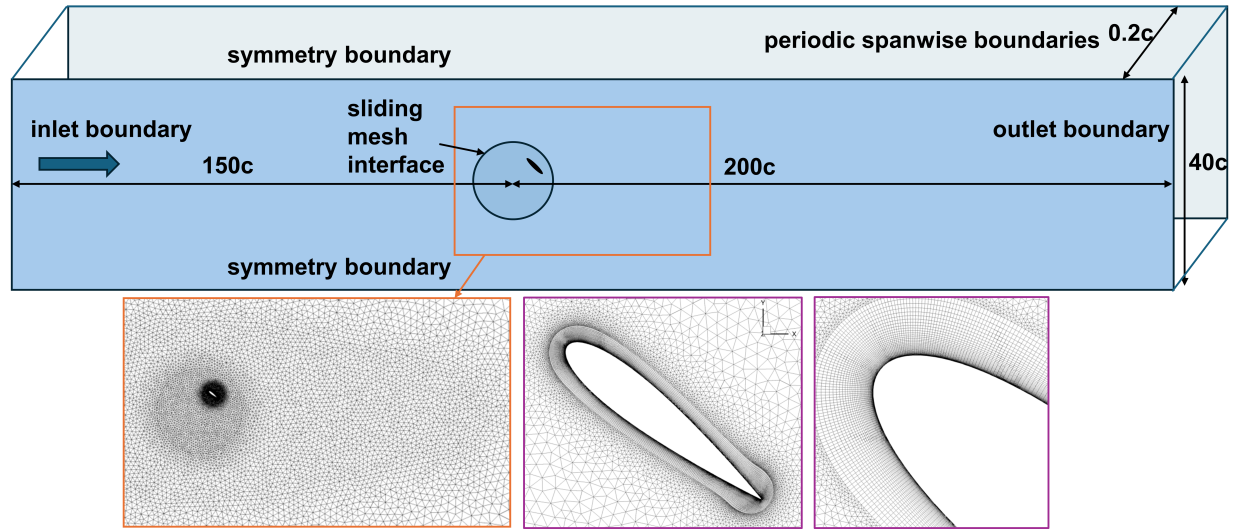 symmetry boundary
periodic spanwise boundaries
0.2c
inlet boundary
sliding
mesh
interface
outlet boundary
150c
200c
40c
symmetry boundary
Y
X